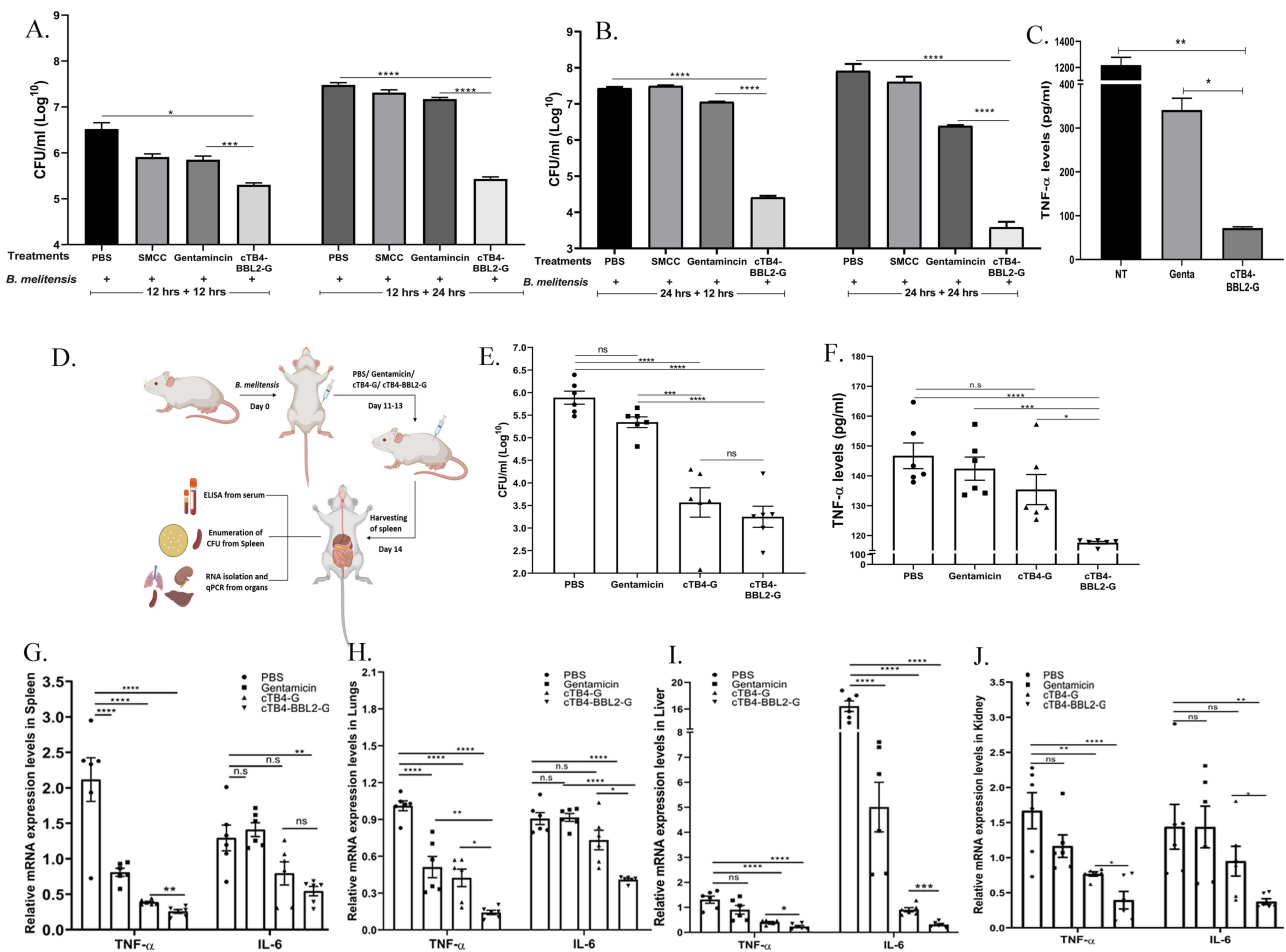 A.
CFU/ml (Log¹⁰)
8
7
6
5
4
*
***
****
****
Treatments
PBS
SMCC
Gentamincin
cTB4-
BBL2-G
PBS
SMCC
Gentamincin
cTB4-
BBL2-G
B. melitensis
+ + + + + + + +
12 hrs + 12 hrs
12 hrs + 24 hrs
B.
CFU/ml (Log¹⁰)
9
8
7
6
5
4
3
****
****
****
****
Treatments
PBS
SMCC
Gentamincin
cTB4-
BBL2-G
PBS
SMCC
Gentamincin
cTB4-
BBL2-G
B. melitensis
+ + + + + + + +
24 hrs + 12 hrs
24 hrs + 24 hrs
C.
TNF-α levels (pg/ml)
1200
400
300
200
100
0
**
*
NT
Genta
cTB4-
BBL2-G
D.
B. melitensis
Day 0
PBS/ Gentamicin/
cTB4-G/ cTB4-BBL2-G
Day 11-13
Harvesting
of spleen
Day 14
ELISA from serum
Enumeration of
CFU from Spleen
RNA isolation and
qPCR from organs
E.
CFU/ml (Log¹⁰)
7.0
6.5
6.0
5.5
5.0
4.5
4.0
3.5
3.0
2.5
2.0
ns
****
****
***
****
ns
PBS
Gentamicin
cTB4-G
cTB4-
BBL2-G
F.
TNF-α levels (pg/ml)
180
170
160
150
140
130
120
100
0
n.s
****
***
*
PBS
Gentamicin
cTB4-G
cTB4-
BBL2-G
G.
Relative mRNA expression levels in Spleen
3.5
3.0
2.5
2.0
1.5
1.0
0.5
0.0
PBS
Gentamicin
cTB4-G
cTB4-BBL2-G
****
****
****
**
**
n.s
n.s
ns
TNF-α
IL-6
H.
Relative mRNA expression levels in Lungs
2.1
1.8
1.5
1.2
0.9
0.6
0.3
0.0
PBS
Gentamicin
cTB4-G
cTB4-BBL2-G
****
****
****
**
*
****
n.s
n.s
****
*
TNF-α
IL-6
I.
Relative mRNA expression levels in Liver
20
16
12
8
7
6
5
4
3
2
1
0
PBS
Gentamicin
cTB4-G
cTB4-BBL2-G
****
****
ns
*
****
****
****
***
TNF-α
IL-6
J.
Relative mRNA expression levels in Kidney
3.5
3.0
2.5
2.0
1.5
1.0
0.5
0.0
PBS
Gentamicin
cTB4-G
cTB4-BBL2-G
****
**
ns
*
**
ns
ns
*
TNF-α
IL-6